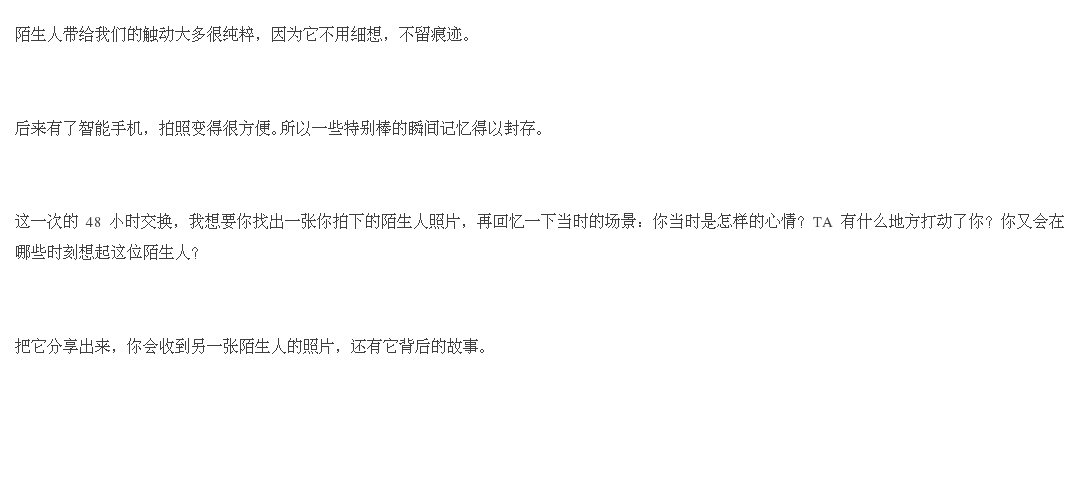 陌生人带给我们的触动大多很纯粹，因为它不用细想，不留痕迹。
后来有了智能手机，拍照变得很方便。所以一些特别棒的瞬间记忆得以封存。
这一次的 48 小时交换，我想要你找出一张你拍下的陌生人照片，再回忆一下当时的场景：你当时是怎样的心情？TA 有什么地方打动了你？你又会在
哪些时刻想起这位陌生人？
把它分享出来，你会收到另一张陌生人的照片，还有它背后的故事。